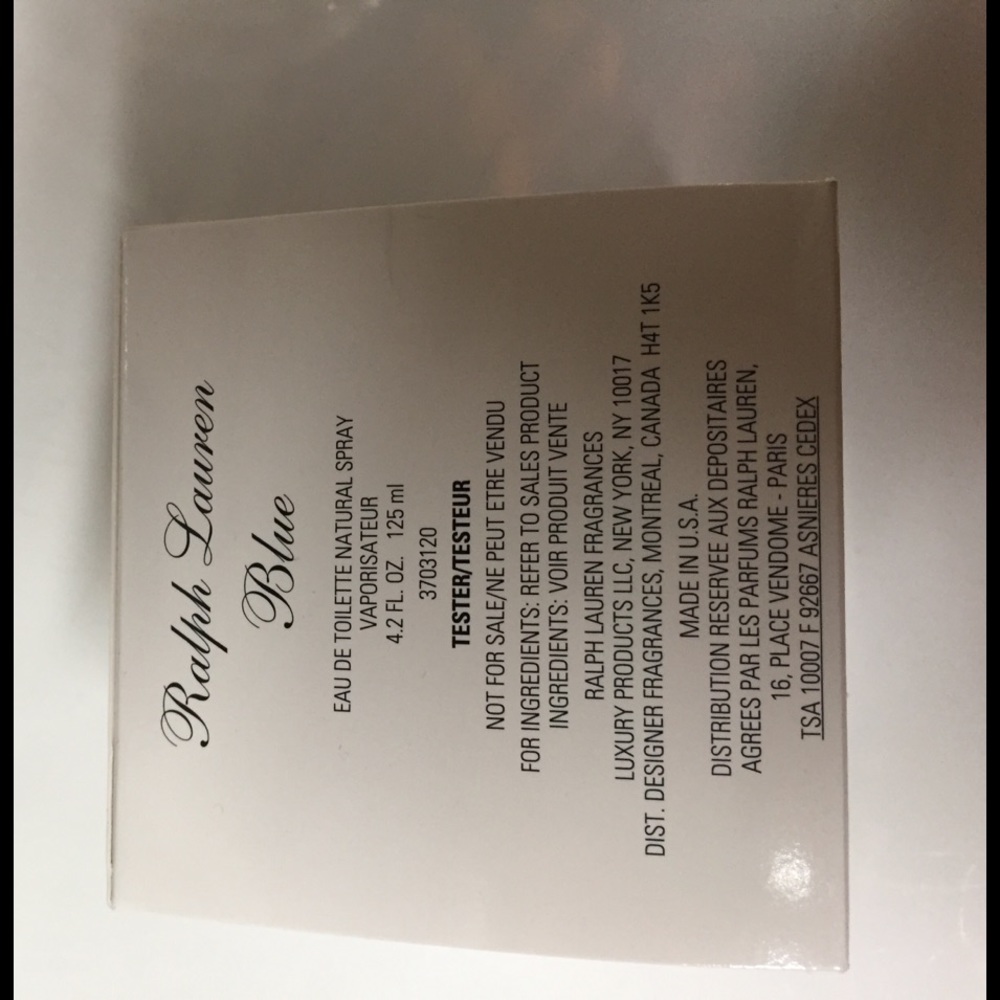 Ralph Lauren
Blue
EAU DE TOILETTE NATURAL SPRAY
VAPORISATEUR
4.2 FL. OZ. 125 ml
3703120
TESTER/TESTEUR
NOT FOR SALE/NE PEUT ETRE VENDU
FOR INGREDIENTS: REFER TO SALES PRODUCT
INGREDIENTS: VOIR PRODUIT VENTE
RALPH LAUREN FRAGRANCES
LUXURY PRODUCTS LLC, NEW YORK, NY 10017
DIST. DESIGNER FRAGRANCES, MONTREAL, CANADA H4T 1K5
MADE IN U.S.A.
DISTRIBUTION RESERVEE AUX DEPOSITAIRES
AGREES PAR LES PARFUMS RALPH LAUREN,
16, PLACE VENDOME - PARIS
TSA 10007 F 92667 ASNIERES CEDEX